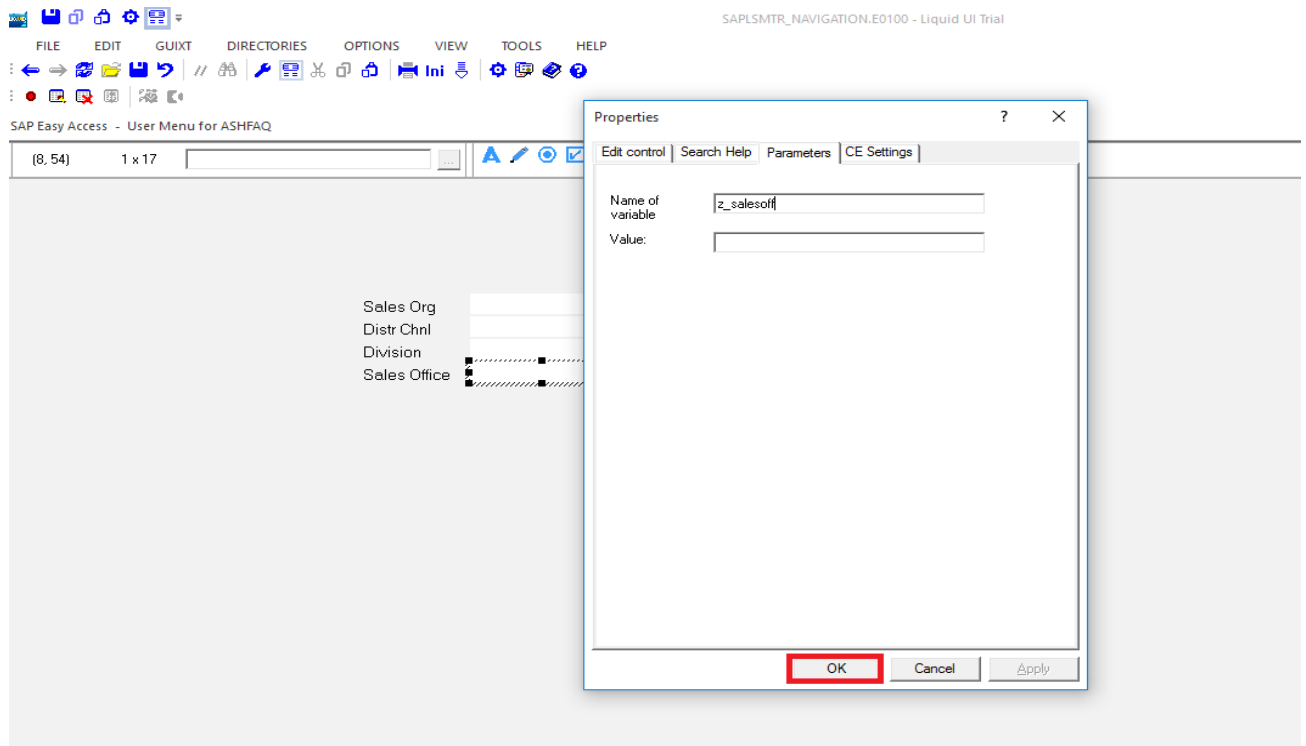 SAPLSMTR_NAVIGATION.E0100 - Liquid UI Trial
FILE EDIT GUIXT DIRECTORIES OPTIONS VIEW TOOLS HELP
Ini
SAP Easy Access - User Menu for ASHFAQ
(8, 54) 1 x 17 ...
A
Sales Org
Distr Chnl
Division
Sales Office
Properties ?
Edit control Search Help Parameters CE Settings
Name of
variable
z_salesoff
Value:
OK Cancel Apply